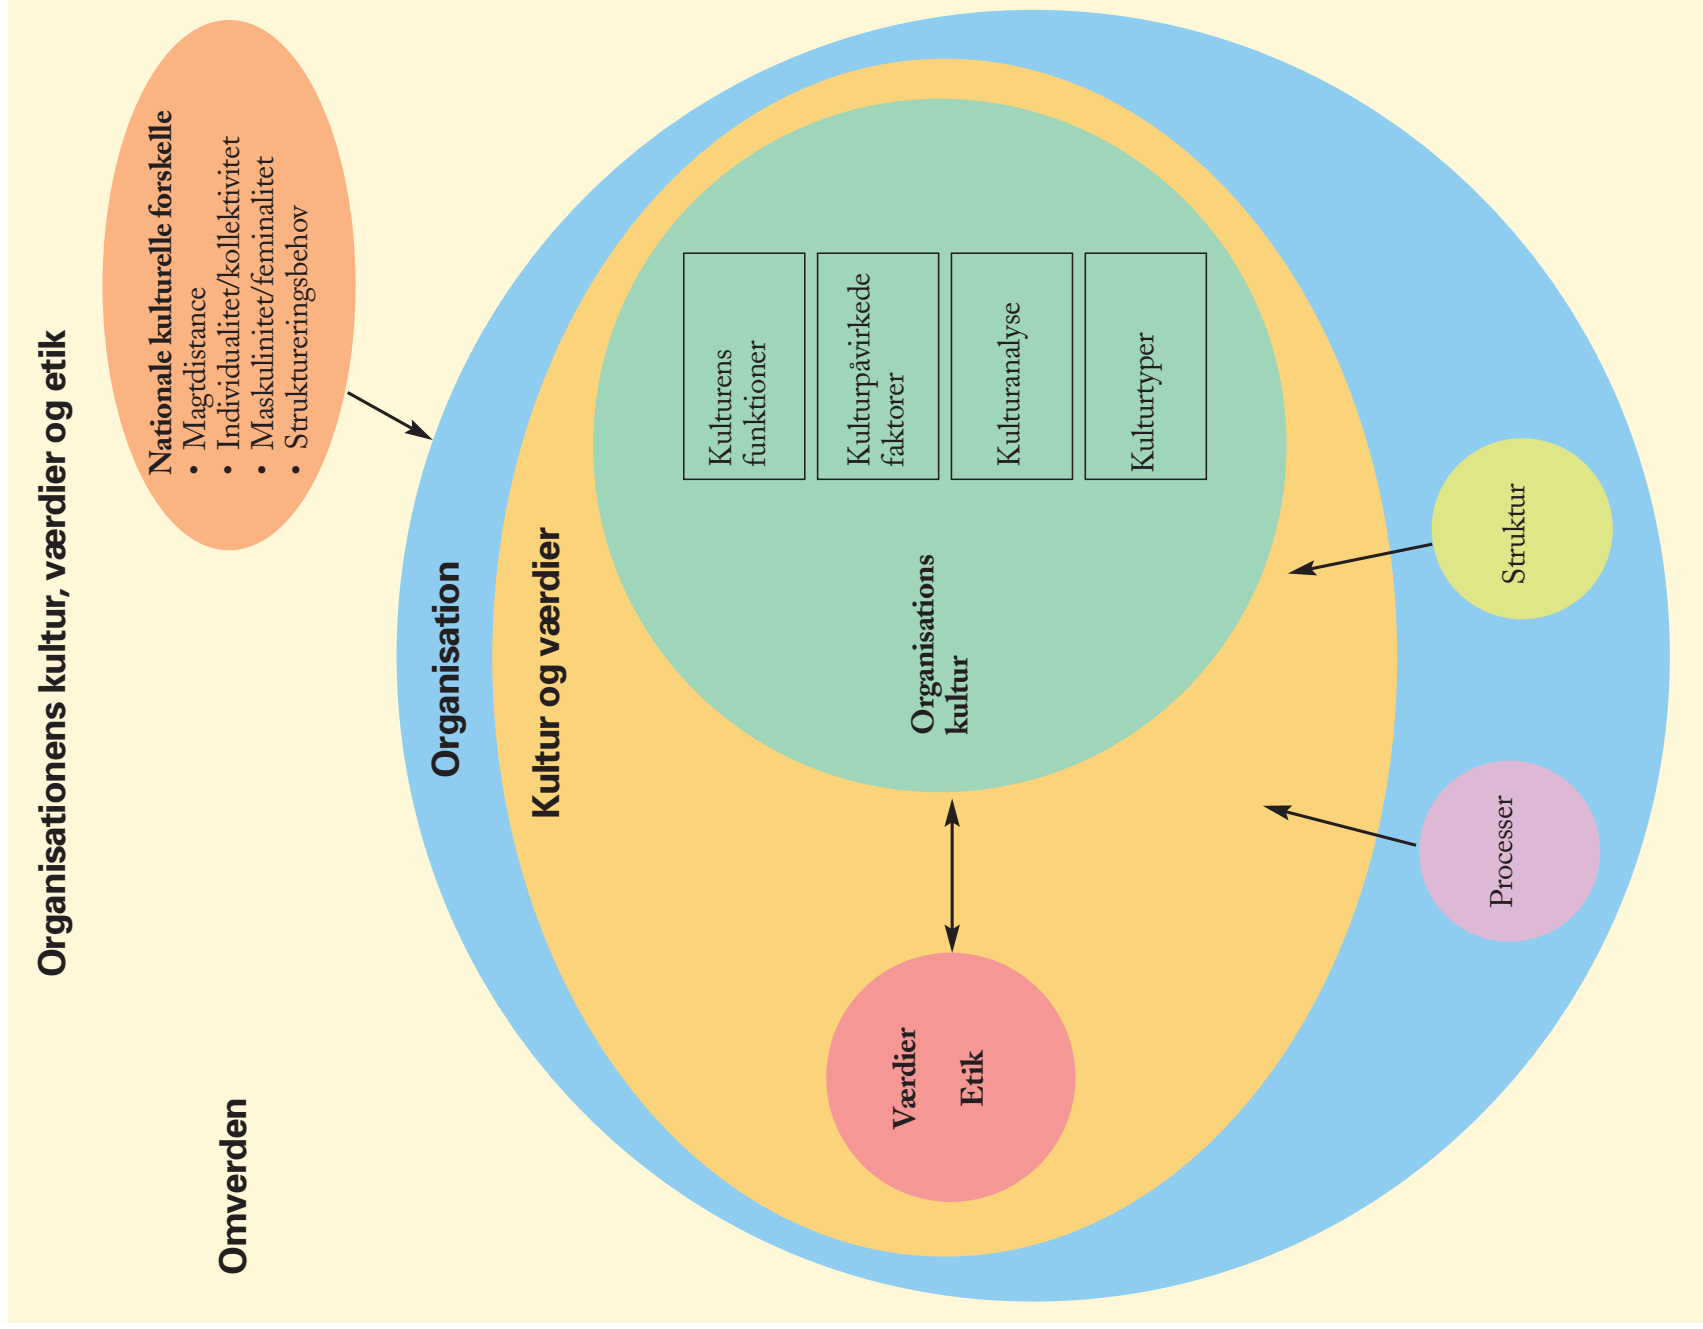 Organisationens kultur, værdier og etik
Omverden
Nationale kulturelle forskelle
• Magtdistance
• Individualitet/kollektivitet
• Maskulinitet/feminalitet
• Struktureringsbehov
Organisation
Kultur og værdier
Værdier
Etik
Organisations
kultur
Kulturens
funktioner
Kulturpåvirkede
faktorer
Kulturanalyse
Kulturtyper
Processer
Struktur